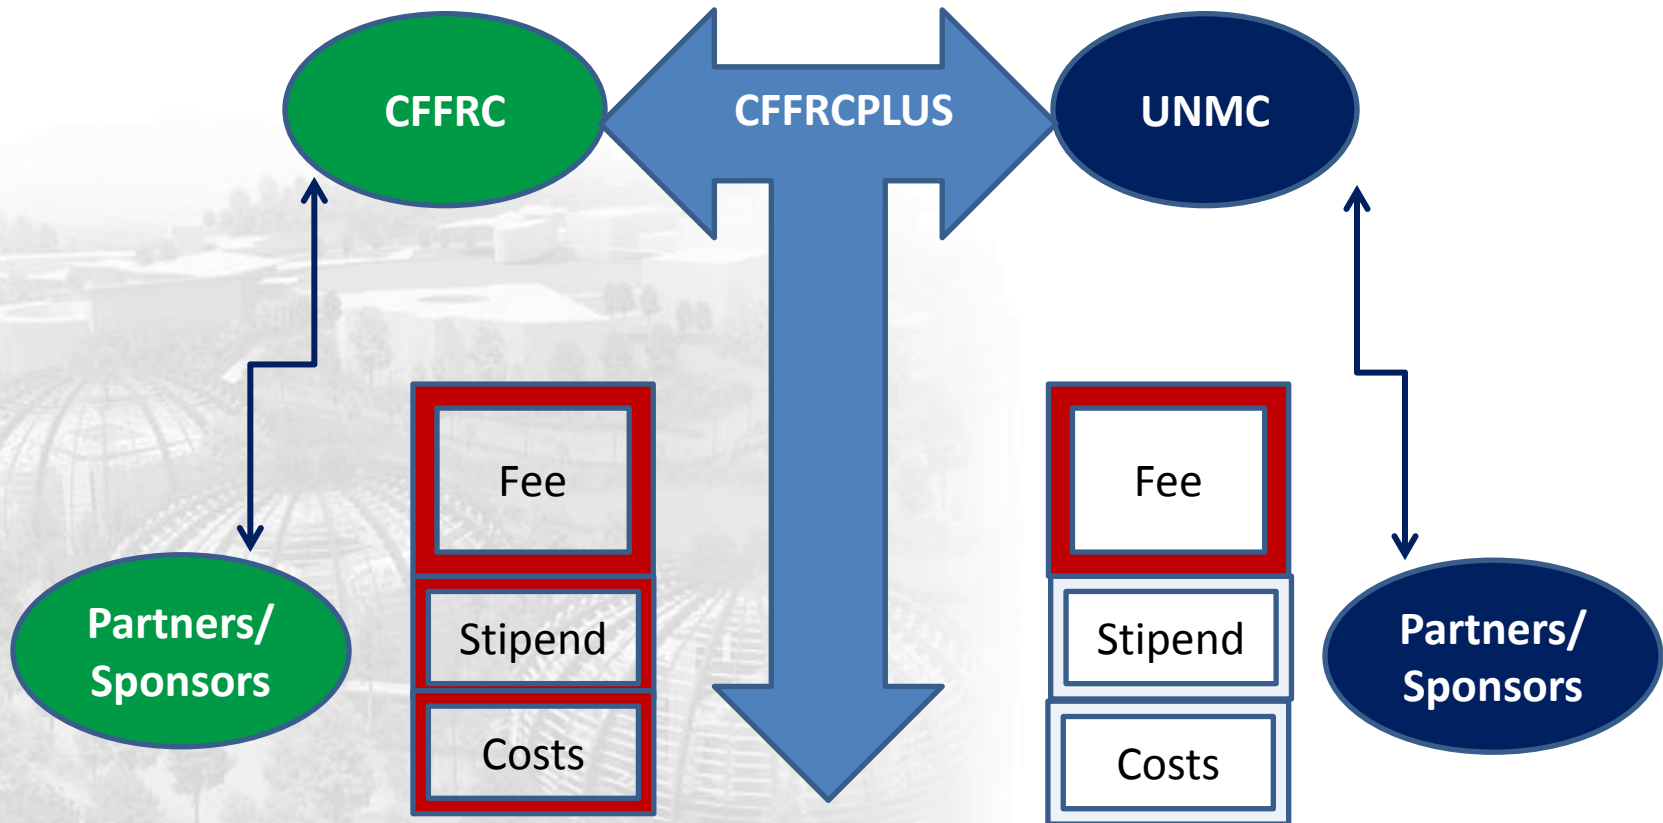 CFFRC
CFFRCPLUS
UNMC
Fee
Stipend
Costs
Fee
Stipend
Costs
Partners/
Sponsors
Partners/
Sponsors